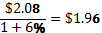 $2.08
1 + 6% = $1.96